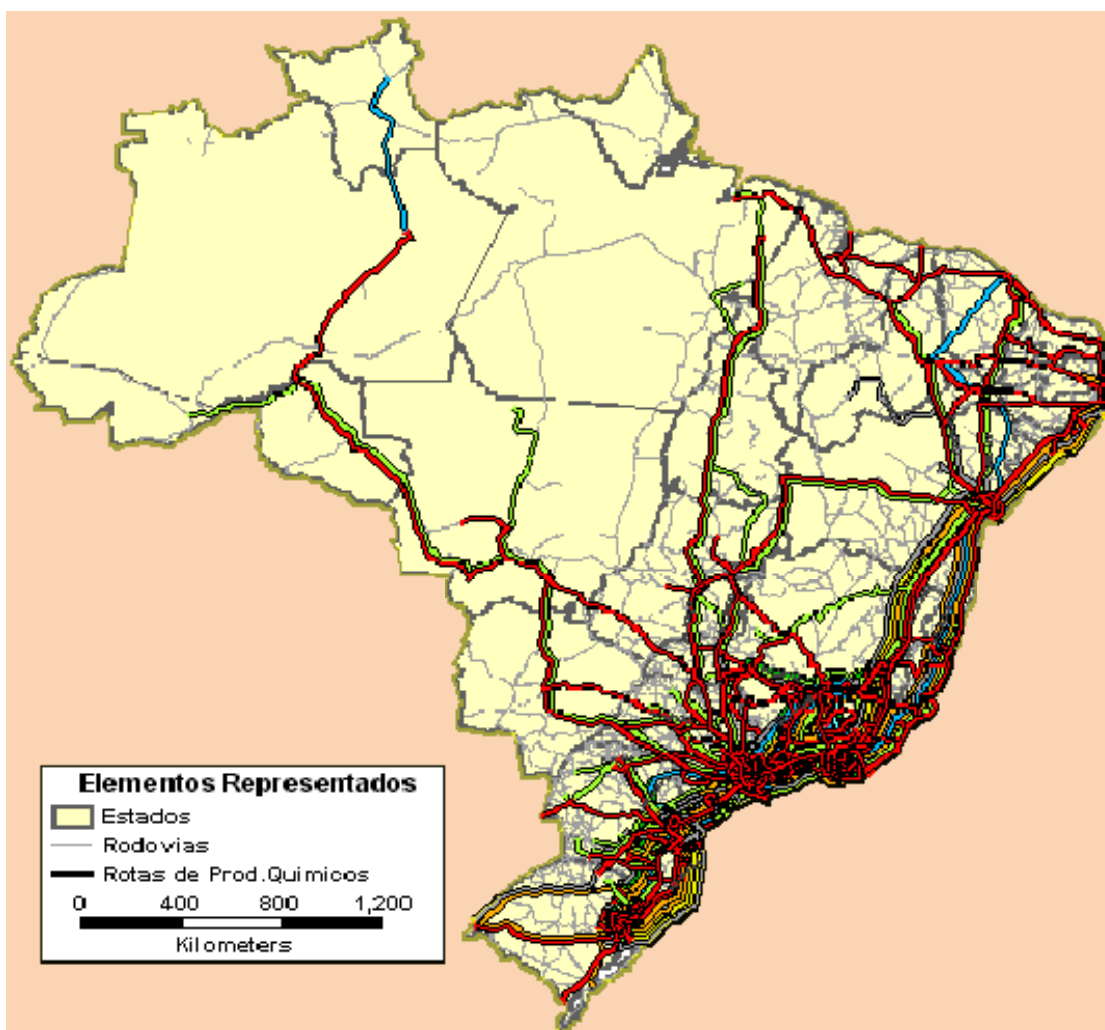 Elementos Representados
Estados
Rodovias
Rotas de Prod.Quimicos
0 400 800 1,200
Kilometers